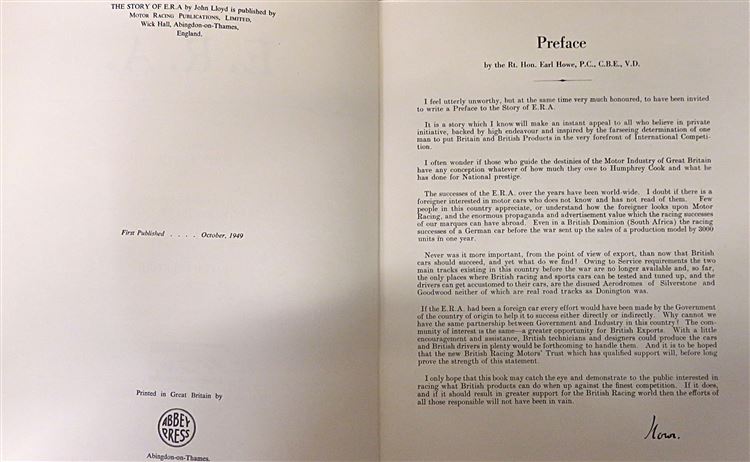 THE STORY OF E.R.A by John Lloyd is published by
MOTOR RACING PUBLICATIONS, LIMITED,
Wick Hall, Abingdon-on-Thames,
England.
First Published . . . . October, 1949
Printed in Great Britain by
ABBEY
PRESS
Abingdon-on-Thames.
Preface
by the Rt. Hon. Earl Howe, P.C., C.B.E., V.D.
I feel utterly unworthy, but at the same time very much honoured, to have been invited
to write a Preface to the Story of E.R.A.
It is a story which I know will make an instant appeal to all who believe in private
initiative, backed by high endeavour and inspired by the farseeing determination of one
man to put Britain and British Products in the very forefront of International Competi-
tion.
I often wonder if those who guide the destinies of the Motor Industry of Great Britain
have any conception whatever of how much they owe to Humphrey Cook and what he
has done for National prestige.
The successes of the E.R.A. over the years have been world-wide. I doubt if there is a
foreigner interested in motor cars who does not know and has not read of them. Few
people in this country appreciate, or understand how the foreigner looks upon Motor
Racing, and the enormous propaganda and advertisement value which the racing successes
of our marques can have abroad. Even in a British Dominion (South Africa) the racing
successes of a German car before the war sent up the sales of a production model by 3000
units in one year.
Never was it more important, from the point of view of export, than now that British
cars should succeed, and yet what do we find! Owing to Service requirements the two
main tracks existing in this country before the war are no longer available and, so far,
the only places where British racing and sports cars can be tested and tuned up, and the
drivers can get accustomed to their cars, are the disused Aerodromes of Silverstone and
Goodwood neither of which are real road tracks as Donington was.
If the E.R.A. had been a foreign car every effort would have been made by the Government
of the country of origin to help it to success either directly or indirectly. Why cannot we
have the same partnership between Government and Industry in this country! The com-
munity of interest is the same—a greater opportunity for British Exports. With a little
encouragement and assistance, British technicians and designers could produce the cars
and British drivers in plenty would be forthcoming to handle them. And it is to be hoped
that the new British Racing Motors' Trust which has qualified support will, before long
prove the strength of this statement.
I only hope that this book may catch the eye and demonstrate to the public interested in
racing what British products can do when up against the finest competition. If it does,
and if it should result in greater support for the British Racing world then the efforts of
all those responsible will not have been in vain.
Howe.